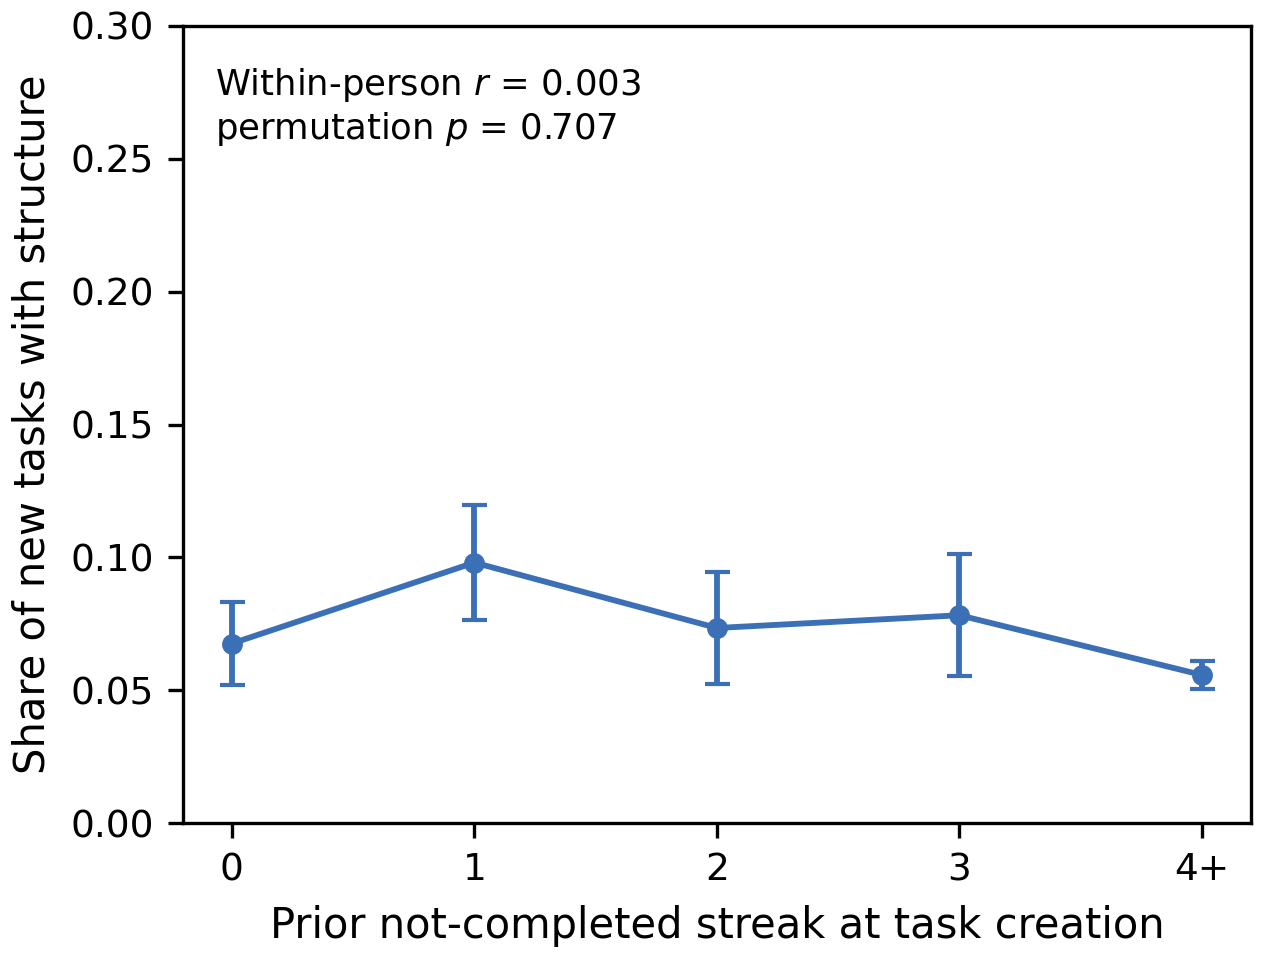 Within-person r = 0.003
permutation p = 0.707
Share of new tasks with structure
0.30
0.25
0.20
0.15
0.10
0.05
0.00
0 1 2 3 4+
Prior not-completed streak at task creation